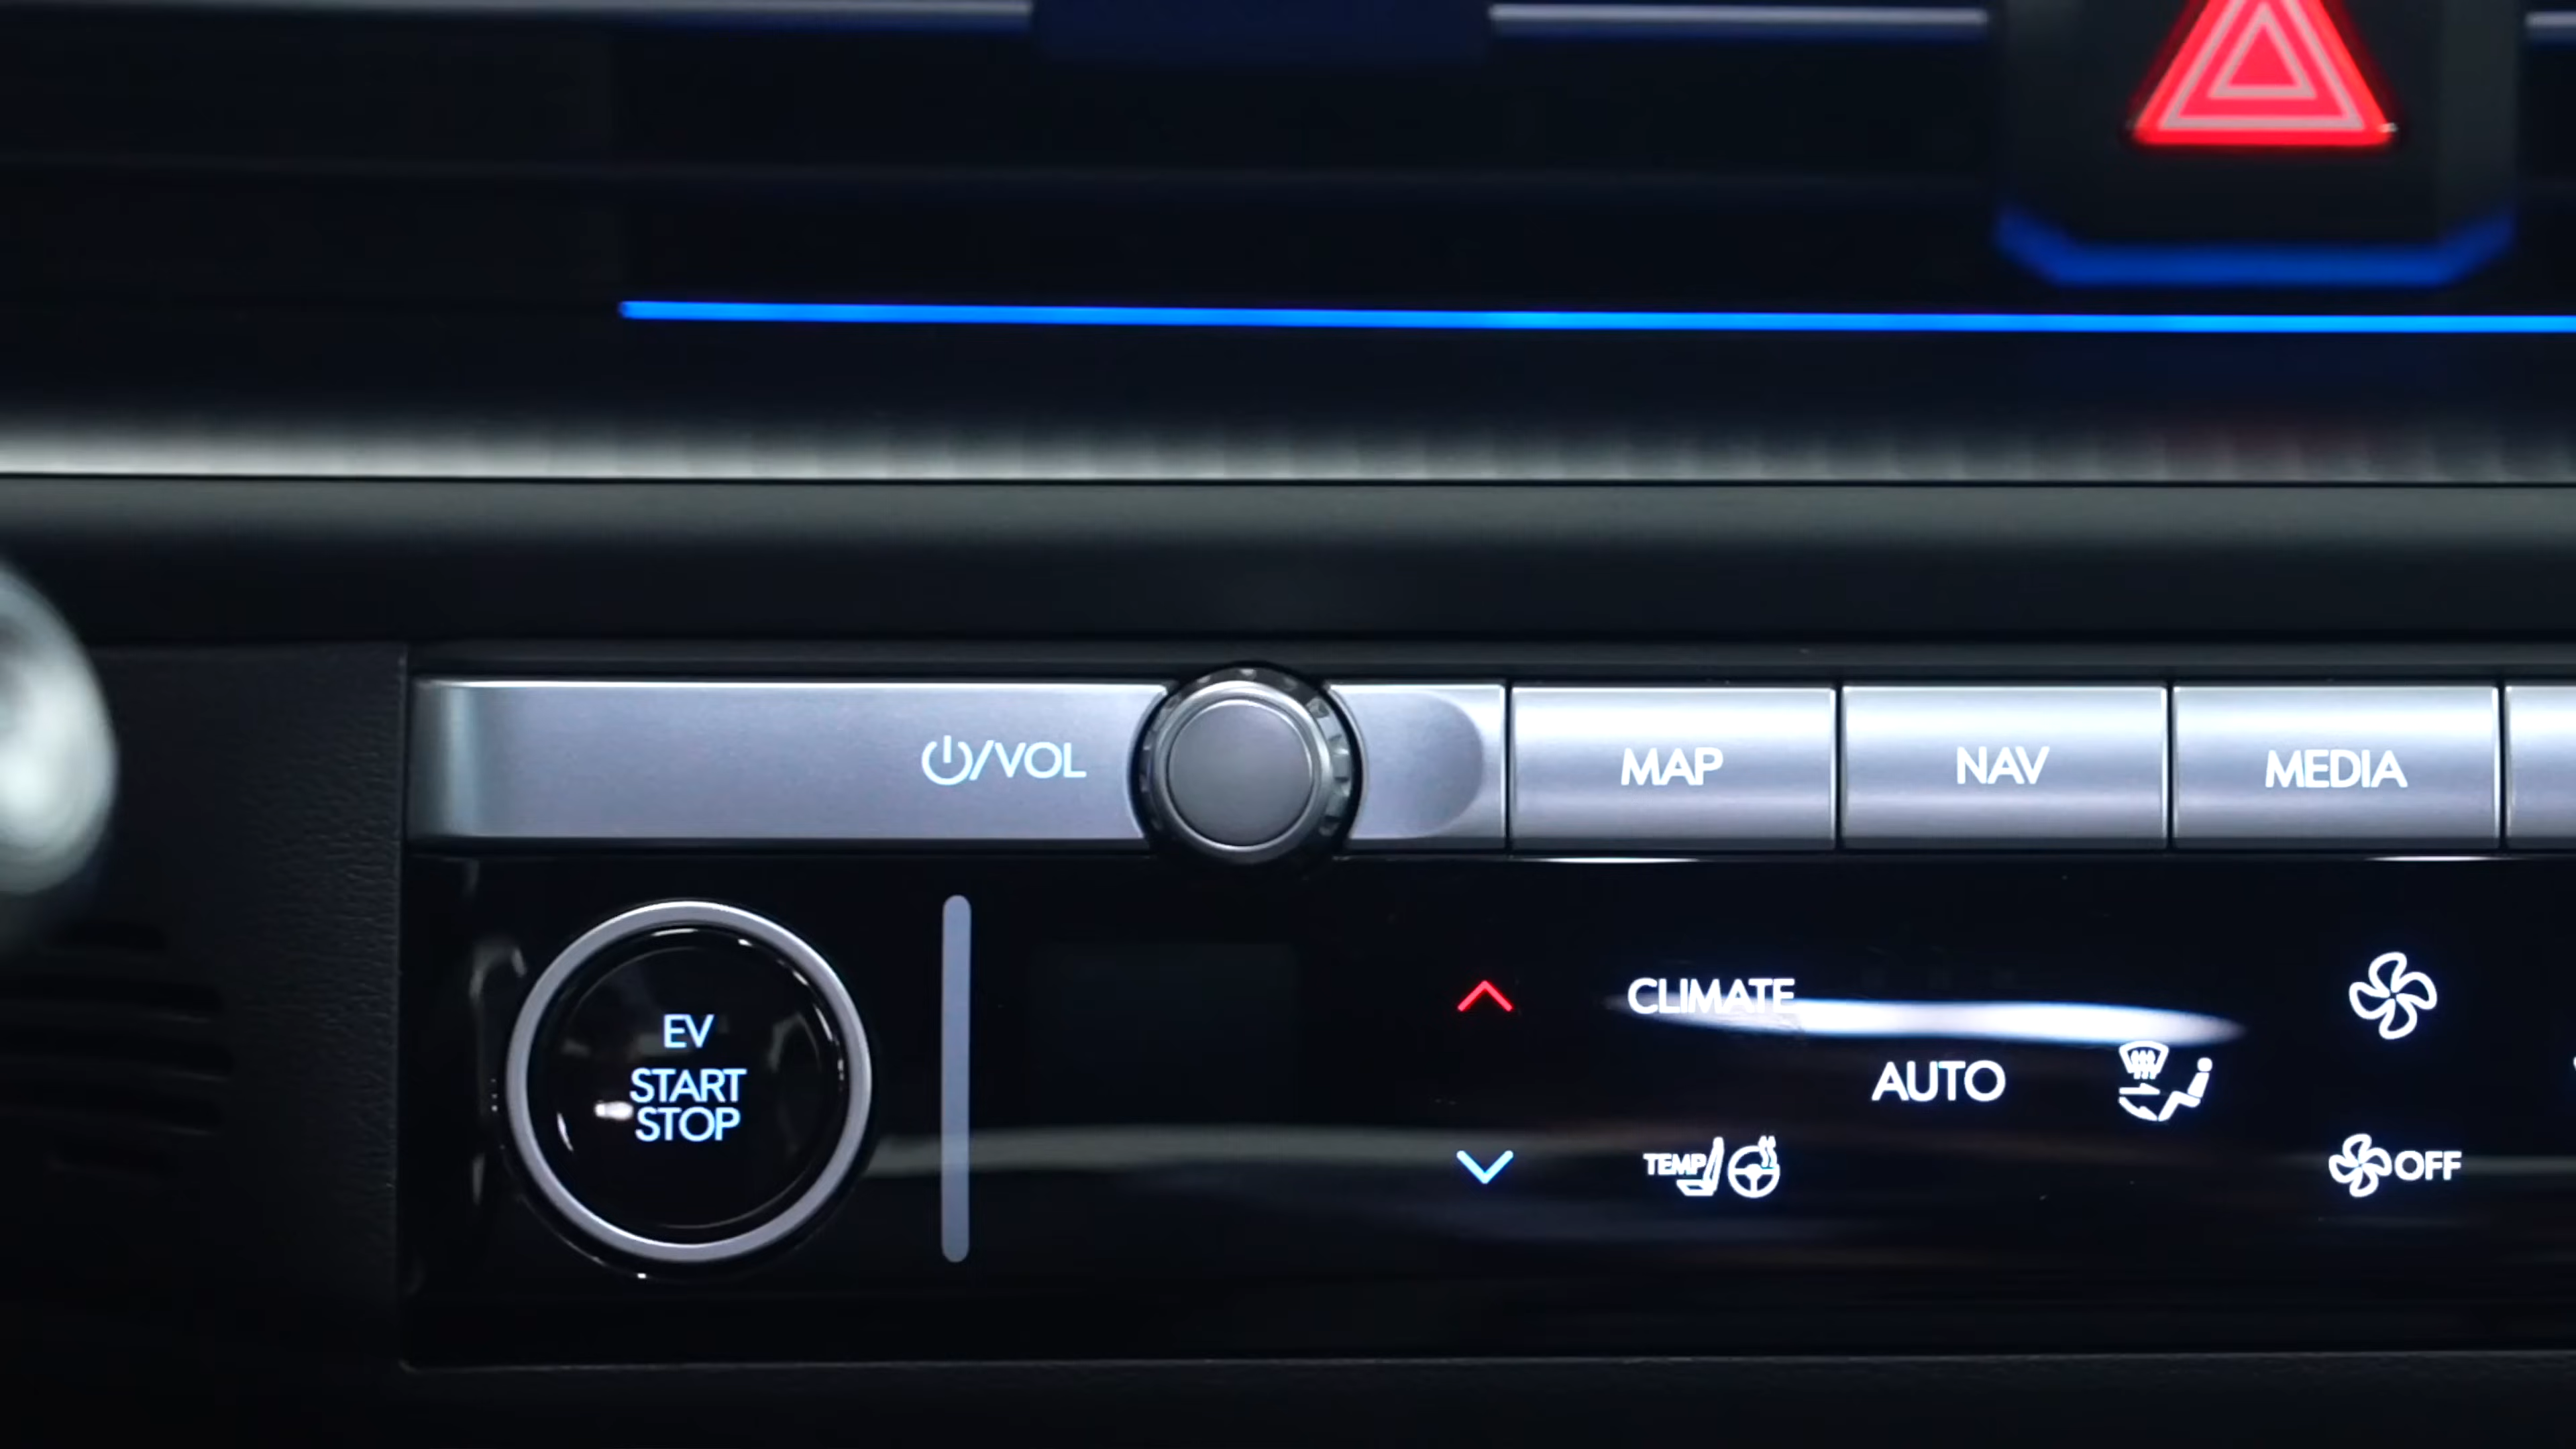 /VOL
MAP
NAV
MEDIA
EV
START
STOP
CLIMATE
AUTO
TEMP
OFF